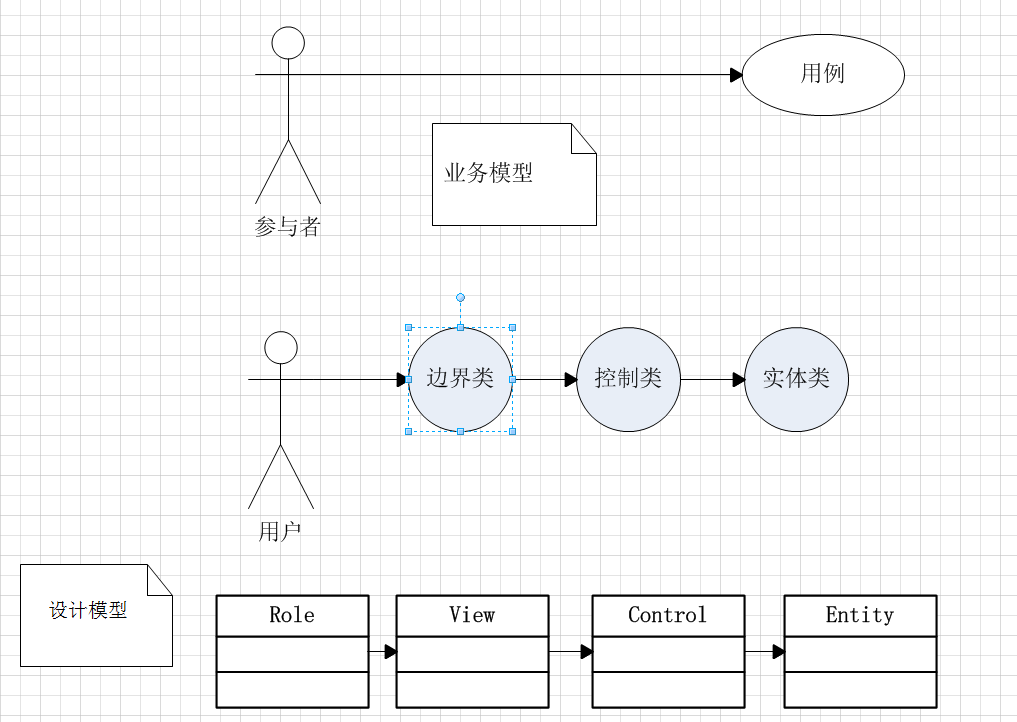 用例
业务模型
参与者
边界类
控制类
实体类
用户
设计模型
Role
View
Control
Entity